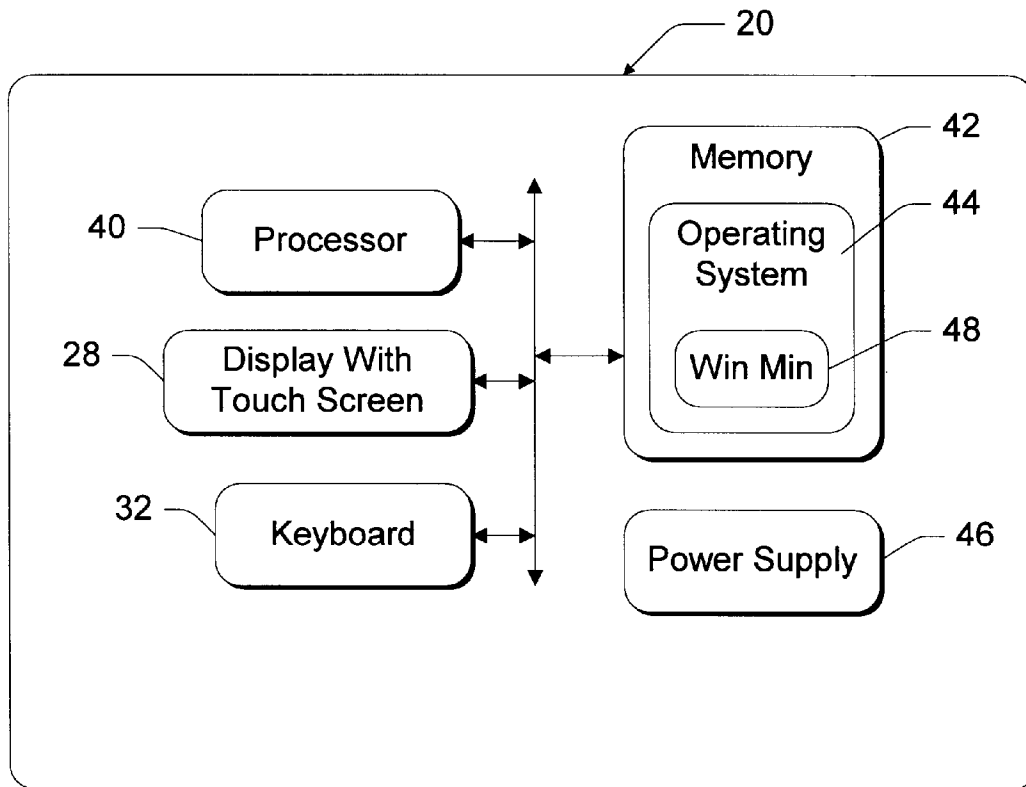 20
42
Memory
44
40
Processor
Operating
System
48
28
Display With
Touch Screen
Win Min
32
Keyboard
46
Power Supply